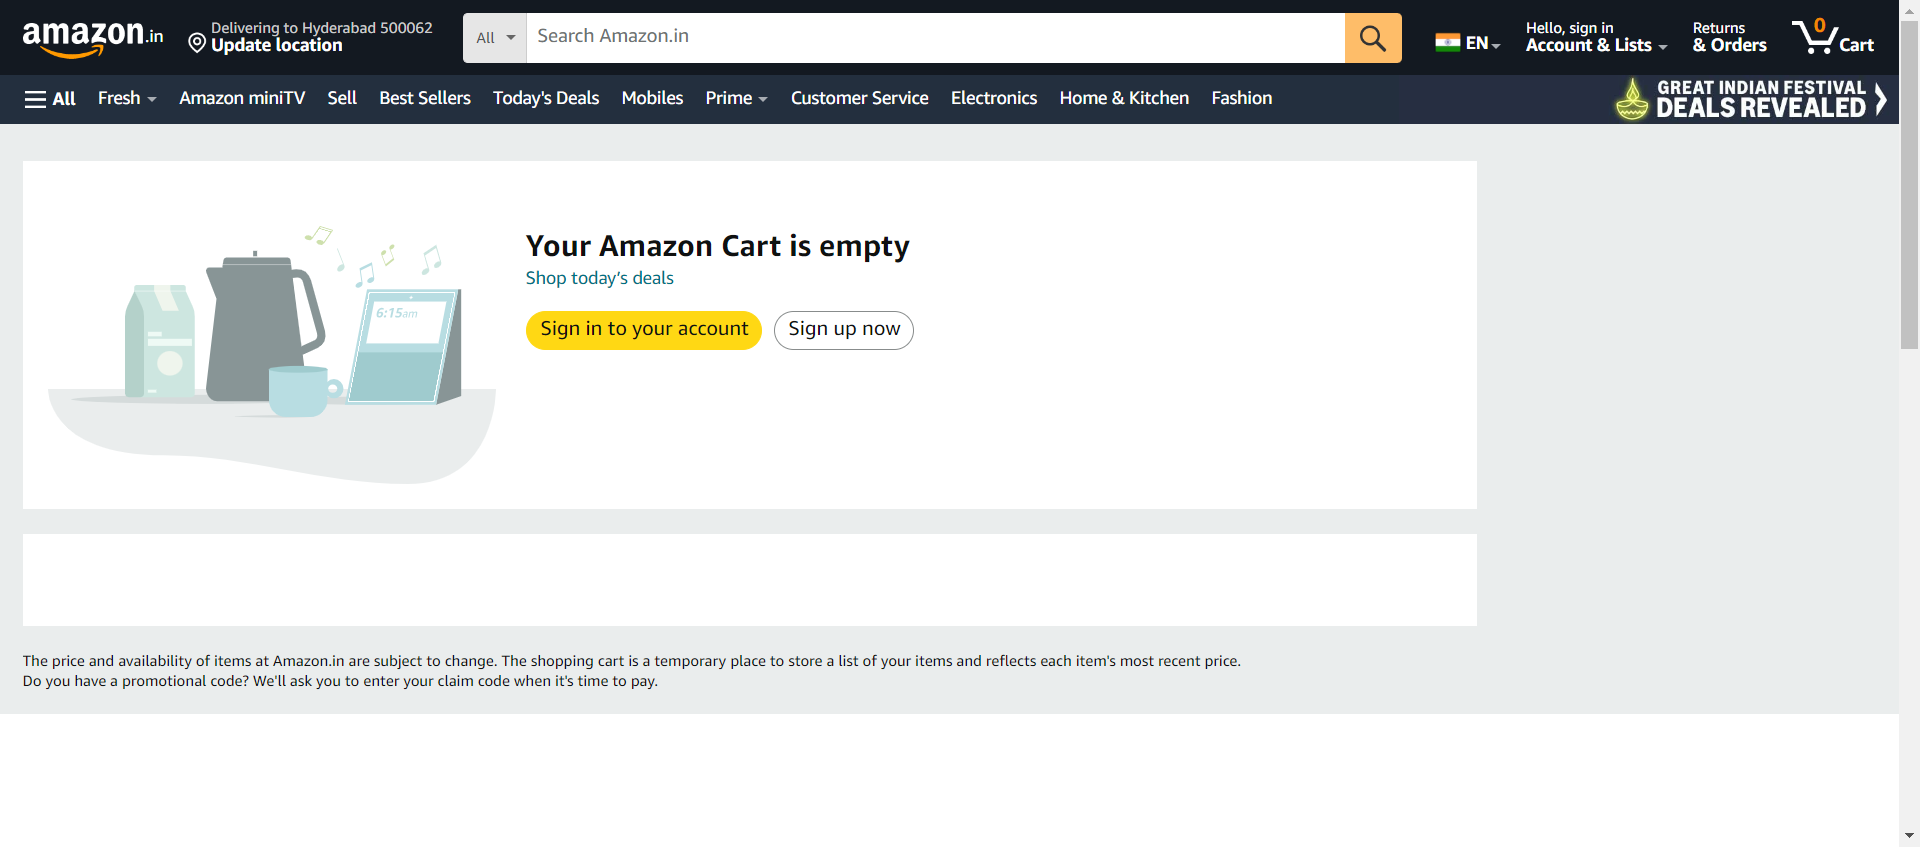 amazon.in
Delivering to Hyderabad 500062
Update location
All
Search Amazon.in
EN
Hello, sign in
Account & Lists
Returns
& Orders
0
Cart
All
Fresh
Amazon miniTV
Sell
Best Sellers
Today's Deals
Mobiles
Prime
Customer Service
Electronics
Home & Kitchen
Fashion
GREAT INDIAN FESTIVAL
DEALS REVEALED
6:15am
Your Amazon Cart is empty
Shop today’s deals
Sign in to your account
Sign up now
The price and availability of items at Amazon.in are subject to change. The shopping cart is a temporary place to store a list of your items and reflects each item's most recent price.
Do you have a promotional code? We'll ask you to enter your claim code when it's time to pay.